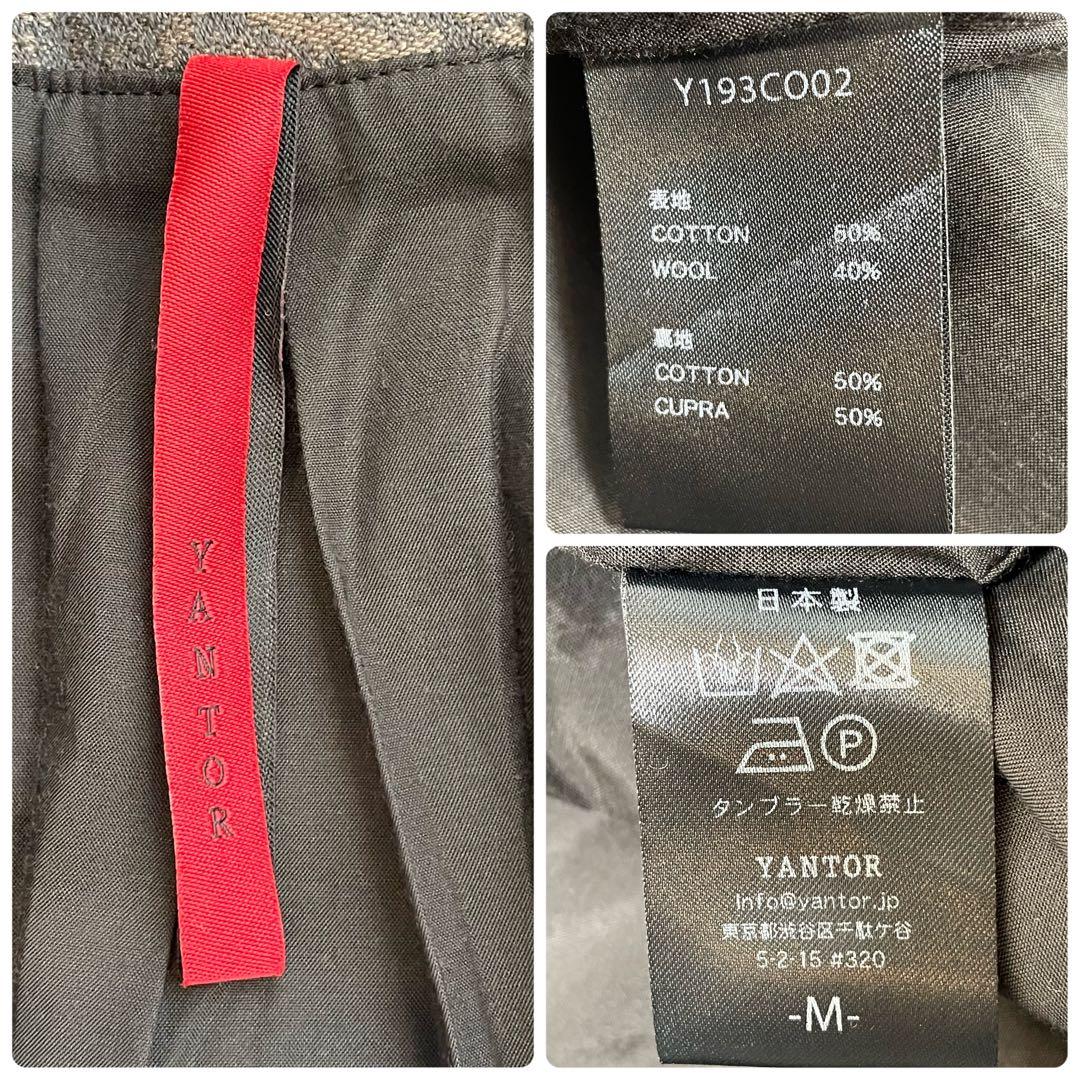 YANTOR
Y193CO02
表地
COTTON 60%
WOOL 40%
裏地
COTTON 50%
CUPRA 50%
日本製
P
タンブラー乾燥禁止
YANTOR
info@yantor.jp
東京都渋谷区千駄ケ谷
5-2-15 #320
-M-